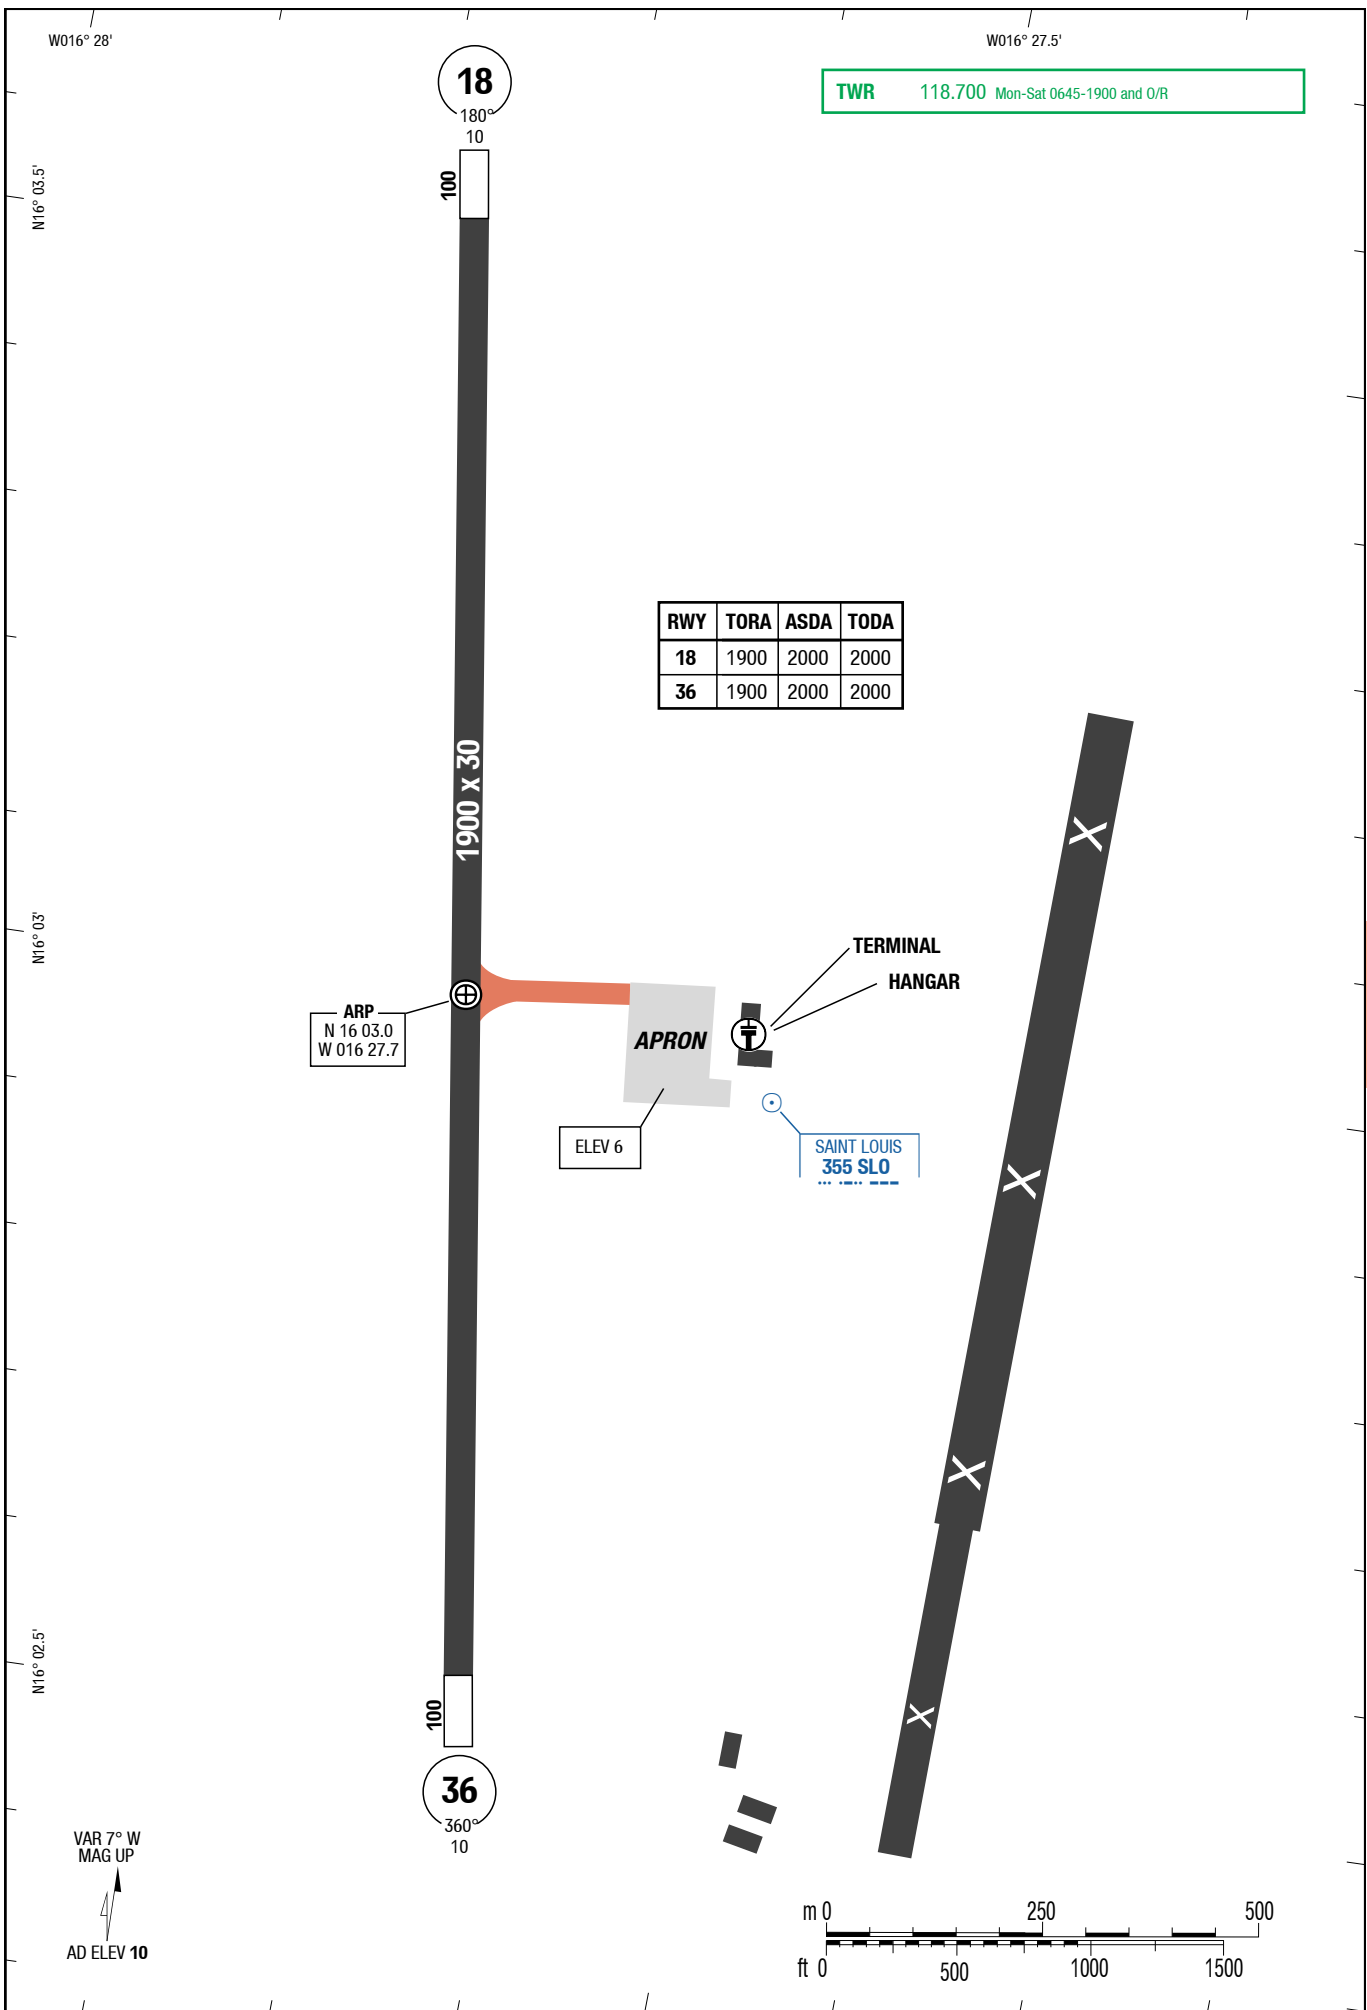 W016° 28'
W016° 27.5'
18
180°
10
TWR 118.700 Mon-Sat 0645-1900 and O/R
100
N16° 03.5'
RWY TORA ASDA TODA
18 1900 2000 2000
36 1900 2000 2000
1900 x 30
N16° 03'
TERMINAL
HANGAR
ARP
N 16 03.0
W 016 27.7
APRON
T
ELEV 6
SAINT LOUIS
355 SLO
X
X
X
X
N16° 02.5'
100
36
360°
10
VAR 7° W
MAG UP
AD ELEV 10
m 0 250 500
ft 0 500 1000 1500